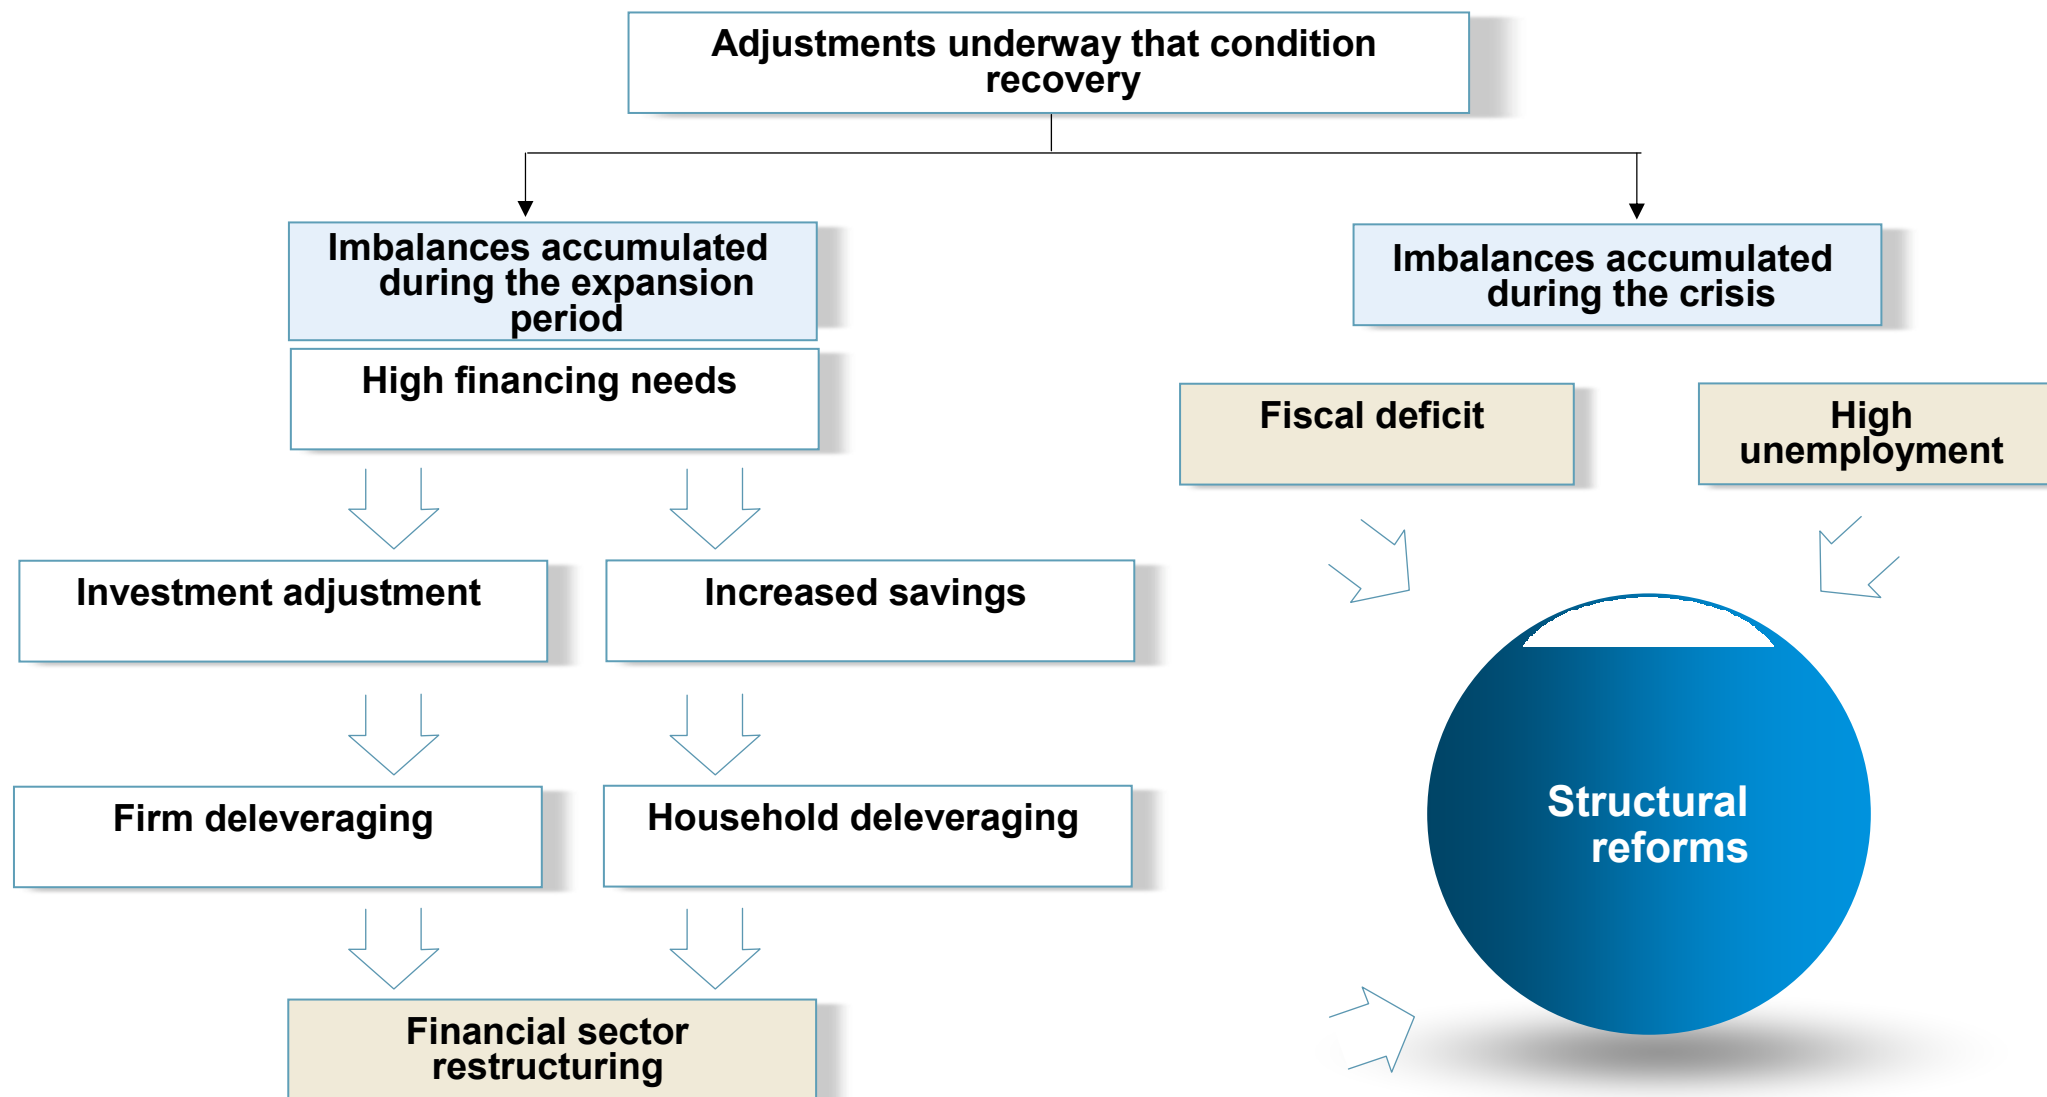 Adjustments underway that condition
recovery
Imbalances accumulated
during the expansion
period
Imbalances accumulated
during the crisis
High financing needs
Fiscal deficit
High
unemployment
Investment adjustment
Increased savings
Firm deleveraging
Household deleveraging
Structural
reforms
Financial sector
restructuring